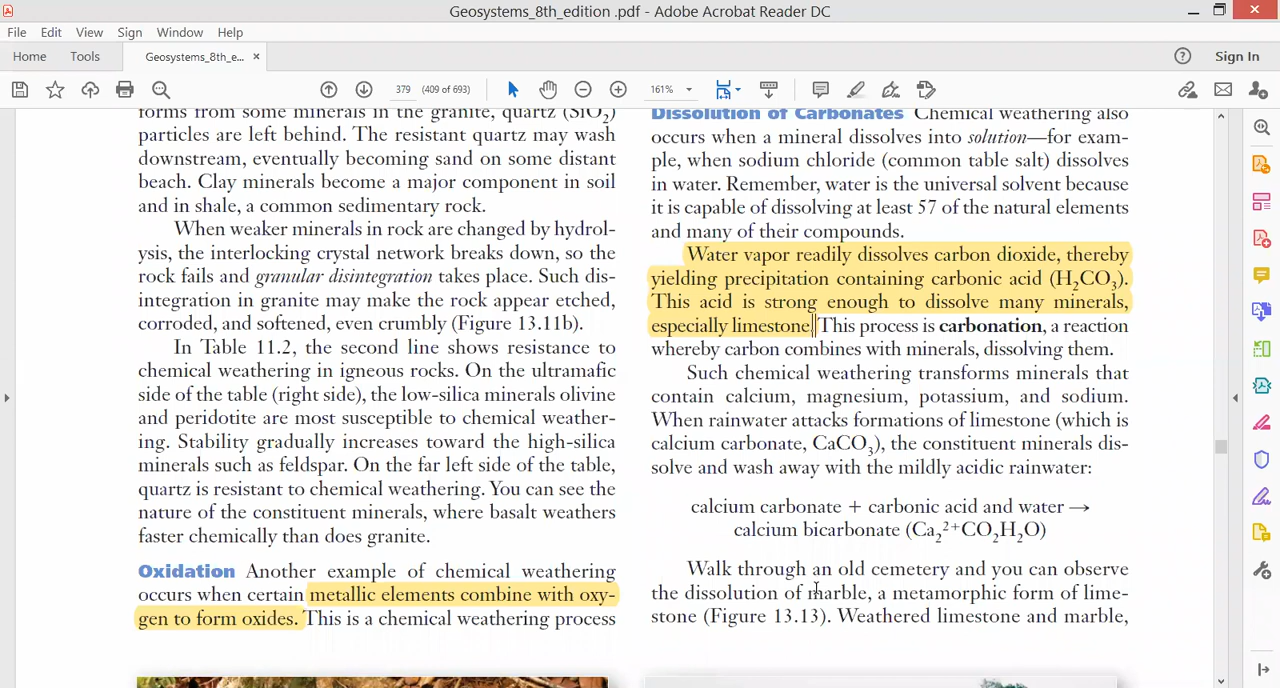 Geosystems_8th_edition .pdf - Adobe Acrobat Reader DC
File Edit View Sign Window Help
Home Tools Geosystems_8th_e... × Sign In
379 (409 of 693) 161%
forms from some minerals in the granite, quartz (SiO₂)
particles are left behind. The resistant quartz may wash
downstream, eventually becoming sand on some distant
beach. Clay minerals become a major component in soil
and in shale, a common sedimentary rock.
When weaker minerals in rock are changed by hydrol-
ysis, the interlocking crystal network breaks down, so the
rock fails and granular disintegration takes place. Such dis-
integration in granite may make the rock appear etched,
corroded, and softened, even crumbly (Figure 13.11b).
In Table 11.2, the second line shows resistance to
chemical weathering in igneous rocks. On the ultramafic
side of the table (right side), the low-silica minerals olivine
and peridotite are most susceptible to chemical weather-
ing. Stability gradually increases toward the high-silica
minerals such as feldspar. On the far left side of the table,
quartz is resistant to chemical weathering. You can see the
nature of the constituent minerals, where basalt weathers
faster chemically than does granite.
Oxidation Another example of chemical weathering
occurs when certain metallic elements combine with oxy-
gen to form oxides. This is a chemical weathering process
Dissolution of Carbonates Chemical weathering also
occurs when a mineral dissolves into solution—for exam-
ple, when sodium chloride (common table salt) dissolves
in water. Remember, water is the universal solvent because
it is capable of dissolving at least 57 of the natural elements
and many of their compounds.
Water vapor readily dissolves carbon dioxide, thereby
yielding precipitation containing carbonic acid (H₂CO₃).
This acid is strong enough to dissolve many minerals,
especially limestone. This process is carbonation, a reaction
whereby carbon combines with minerals, dissolving them.
Such chemical weathering transforms minerals that
contain calcium, magnesium, potassium, and sodium.
When rainwater attacks formations of limestone (which is
calcium carbonate, CaCO₃), the constituent minerals dis-
solve and wash away with the mildly acidic rainwater:
calcium carbonate + carbonic acid and water →
calcium bicarbonate (Ca₂²⁺CO₂H₂O)
Walk through an old cemetery and you can observe
the dissolution of marble, a metamorphic form of lime-
stone (Figure 13.13). Weathered limestone and marble,